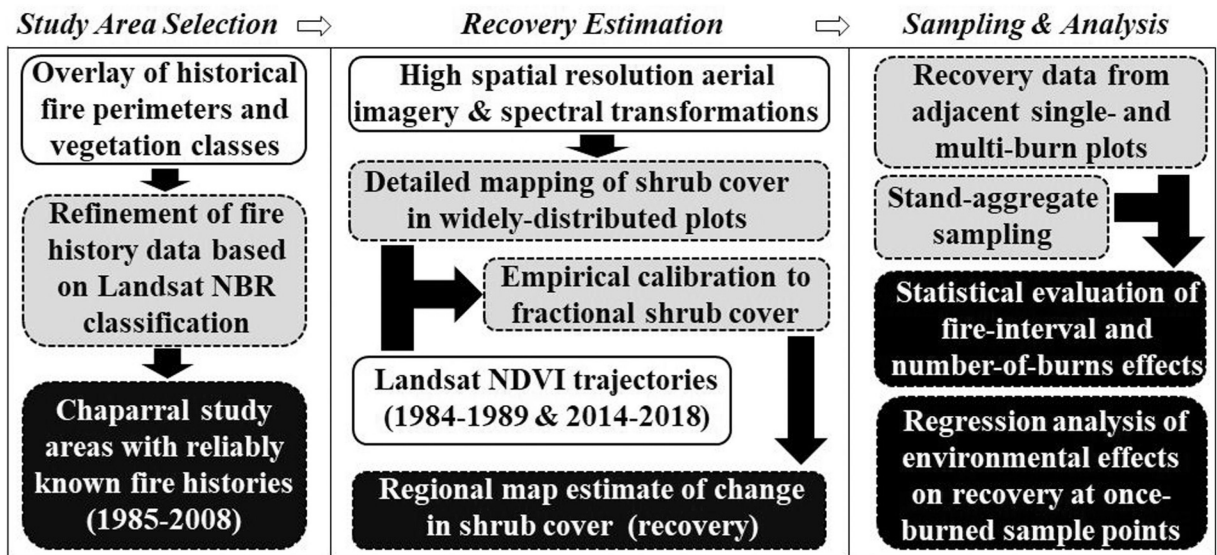 Study Area Selection
Recovery Estimation
Sampling & Analysis
Overlay of historical
fire perimeters and
vegetation classes
Refinement of fire
history data based
on Landsat NBR
classification
Chaparral study
areas with reliably
known fire histories
(1985-2008)
High spatial resolution aerial
imagery & spectral transformations
Detailed mapping of shrub cover
in widely-distributed plots
Empirical calibration to
fractional shrub cover
Landsat NDVI trajectories
(1984-1989 & 2014-2018)
Regional map estimate of change
in shrub cover (recovery)
Recovery data from
adjacent single- and
multi-burn plots
Stand-aggregate
sampling
Statistical evaluation of
fire-interval and
number-of-burns effects
Regression analysis of
environmental effects
on recovery at once-
burned sample points